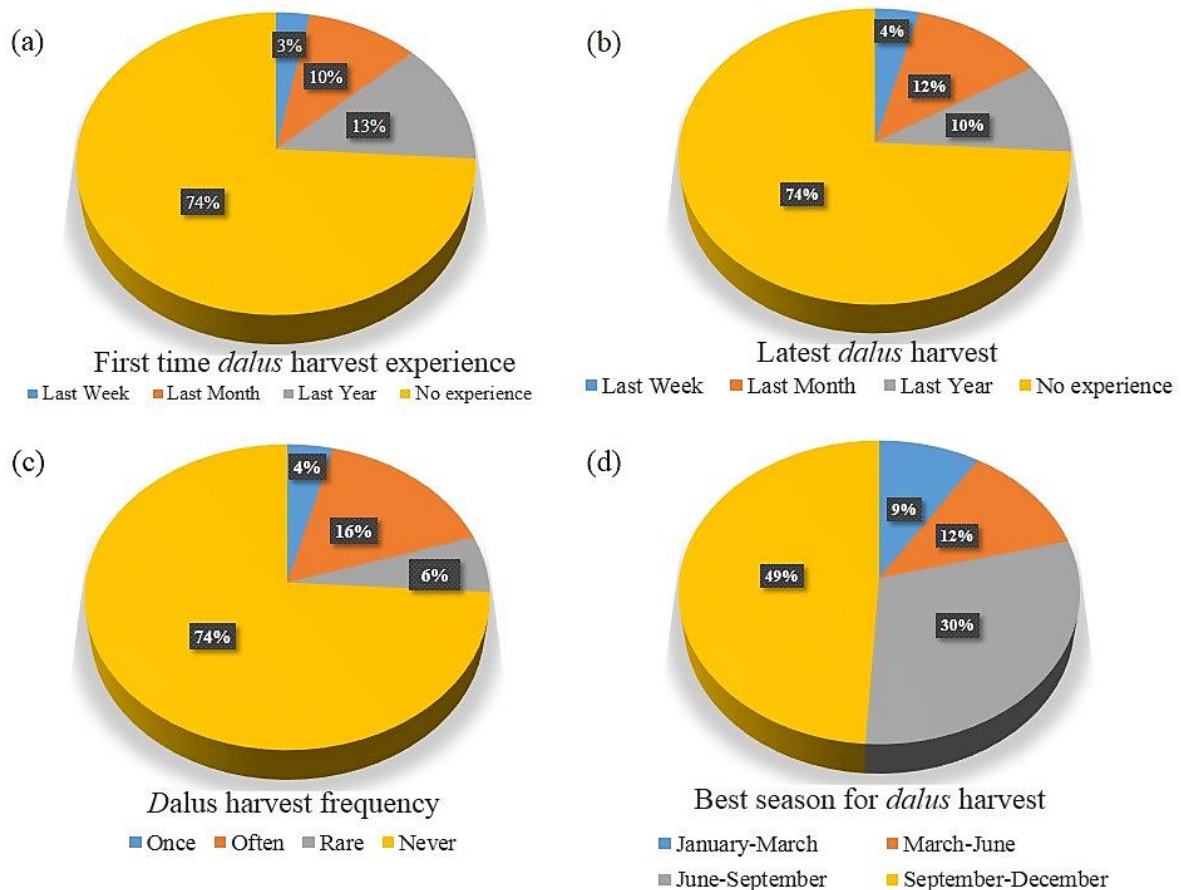 (a)
3%
10%
13%
74%
First time dalus harvest experience
Last Week Last Month Last Year No experience
(b)
4%
12%
10%
74%
Latest dalus harvest
Last Week Last Month Last Year No experience
(c)
4%
16%
6%
74%
Dalus harvest frequency
Once Often Rare Never
(d)
9%
12%
49%
30%
Best season for dalus harvest
January-March March-June
June-September September-December